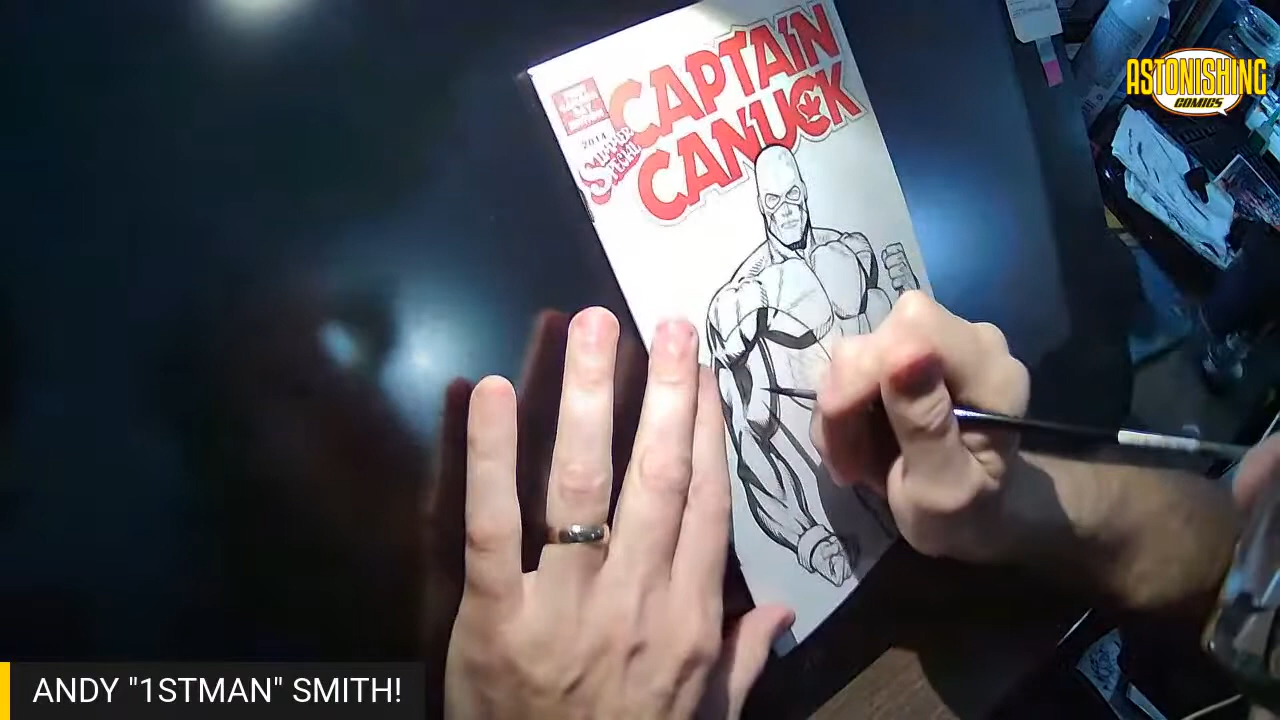 CAPTAIN
CANUCK
2014
SUMMER
SPECIAL
ASTONISHING
COMICS
ANDY "1STMAN" SMITH!